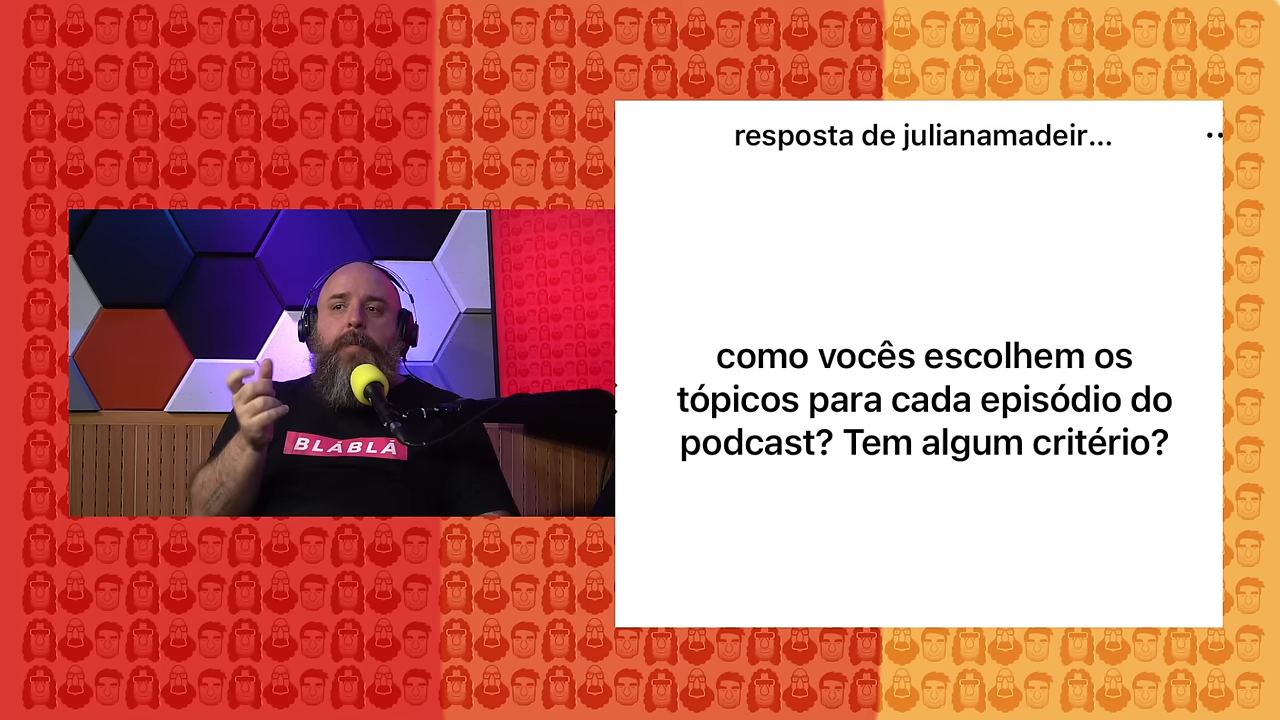 resposta de julianamadeir...
como vocês escolhem os
tópicos para cada episódio do
podcast? Tem algum critério?
BLÁBLÁ